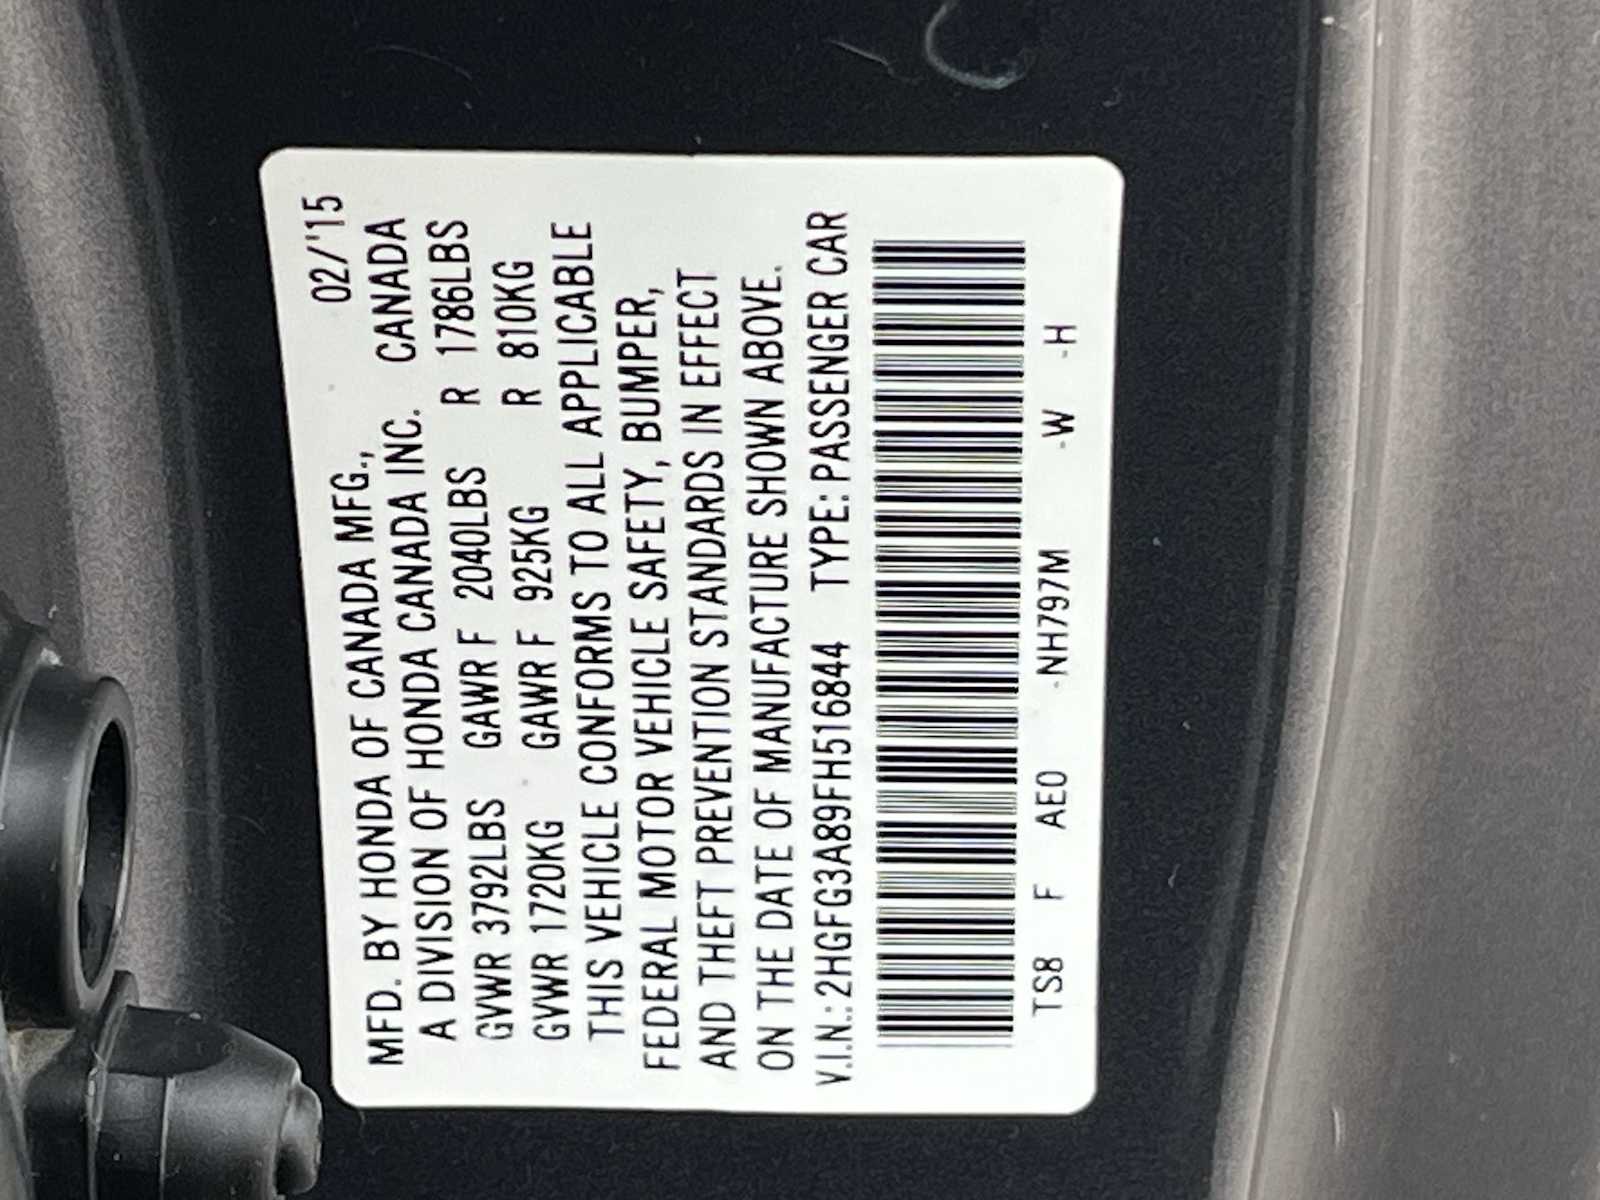 MFD. BY HONDA OF CANADA MFG., 02/'15
A DIVISION OF HONDA CANADA INC. CANADA
GVWR 3792LBS GAWR F 2040LBS R 1786LBS
GVWR 1720KG GAWR F 925KG R 810KG
THIS VEHICLE CONFORMS TO ALL APPLICABLE
FEDERAL MOTOR VEHICLE SAFETY, BUMPER,
AND THEFT PREVENTION STANDARDS IN EFFECT
ON THE DATE OF MANUFACTURE SHOWN ABOVE.
V.I.N.: 2HGFG3A89FH516844 TYPE: PASSENGER CAR
TS8 F AE0 -NH797M -W -H